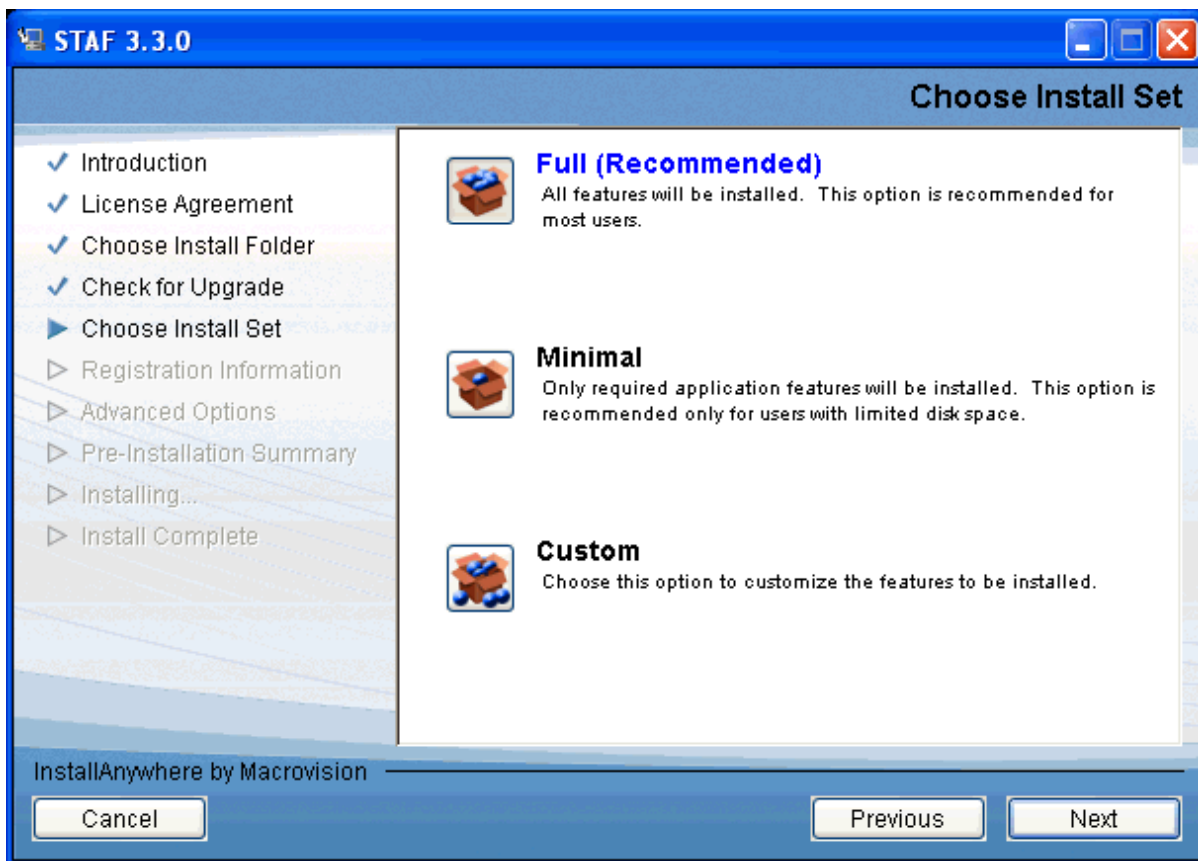 STAF 3.3.0
Choose Install Set
Introduction
License Agreement
Choose Install Folder
Check for Upgrade
Choose Install Set
Registration Information
Advanced Options
Pre-Installation Summary
Installing...
Install Complete
Full (Recommended)
All features will be installed. This option is recommended for
most users.
Minimal
Only required application features will be installed. This option is
recommended only for users with limited disk space.
Custom
Choose this option to customize the features to be installed.
InstallAnywhere by Macrovision
Cancel
Previous
Next